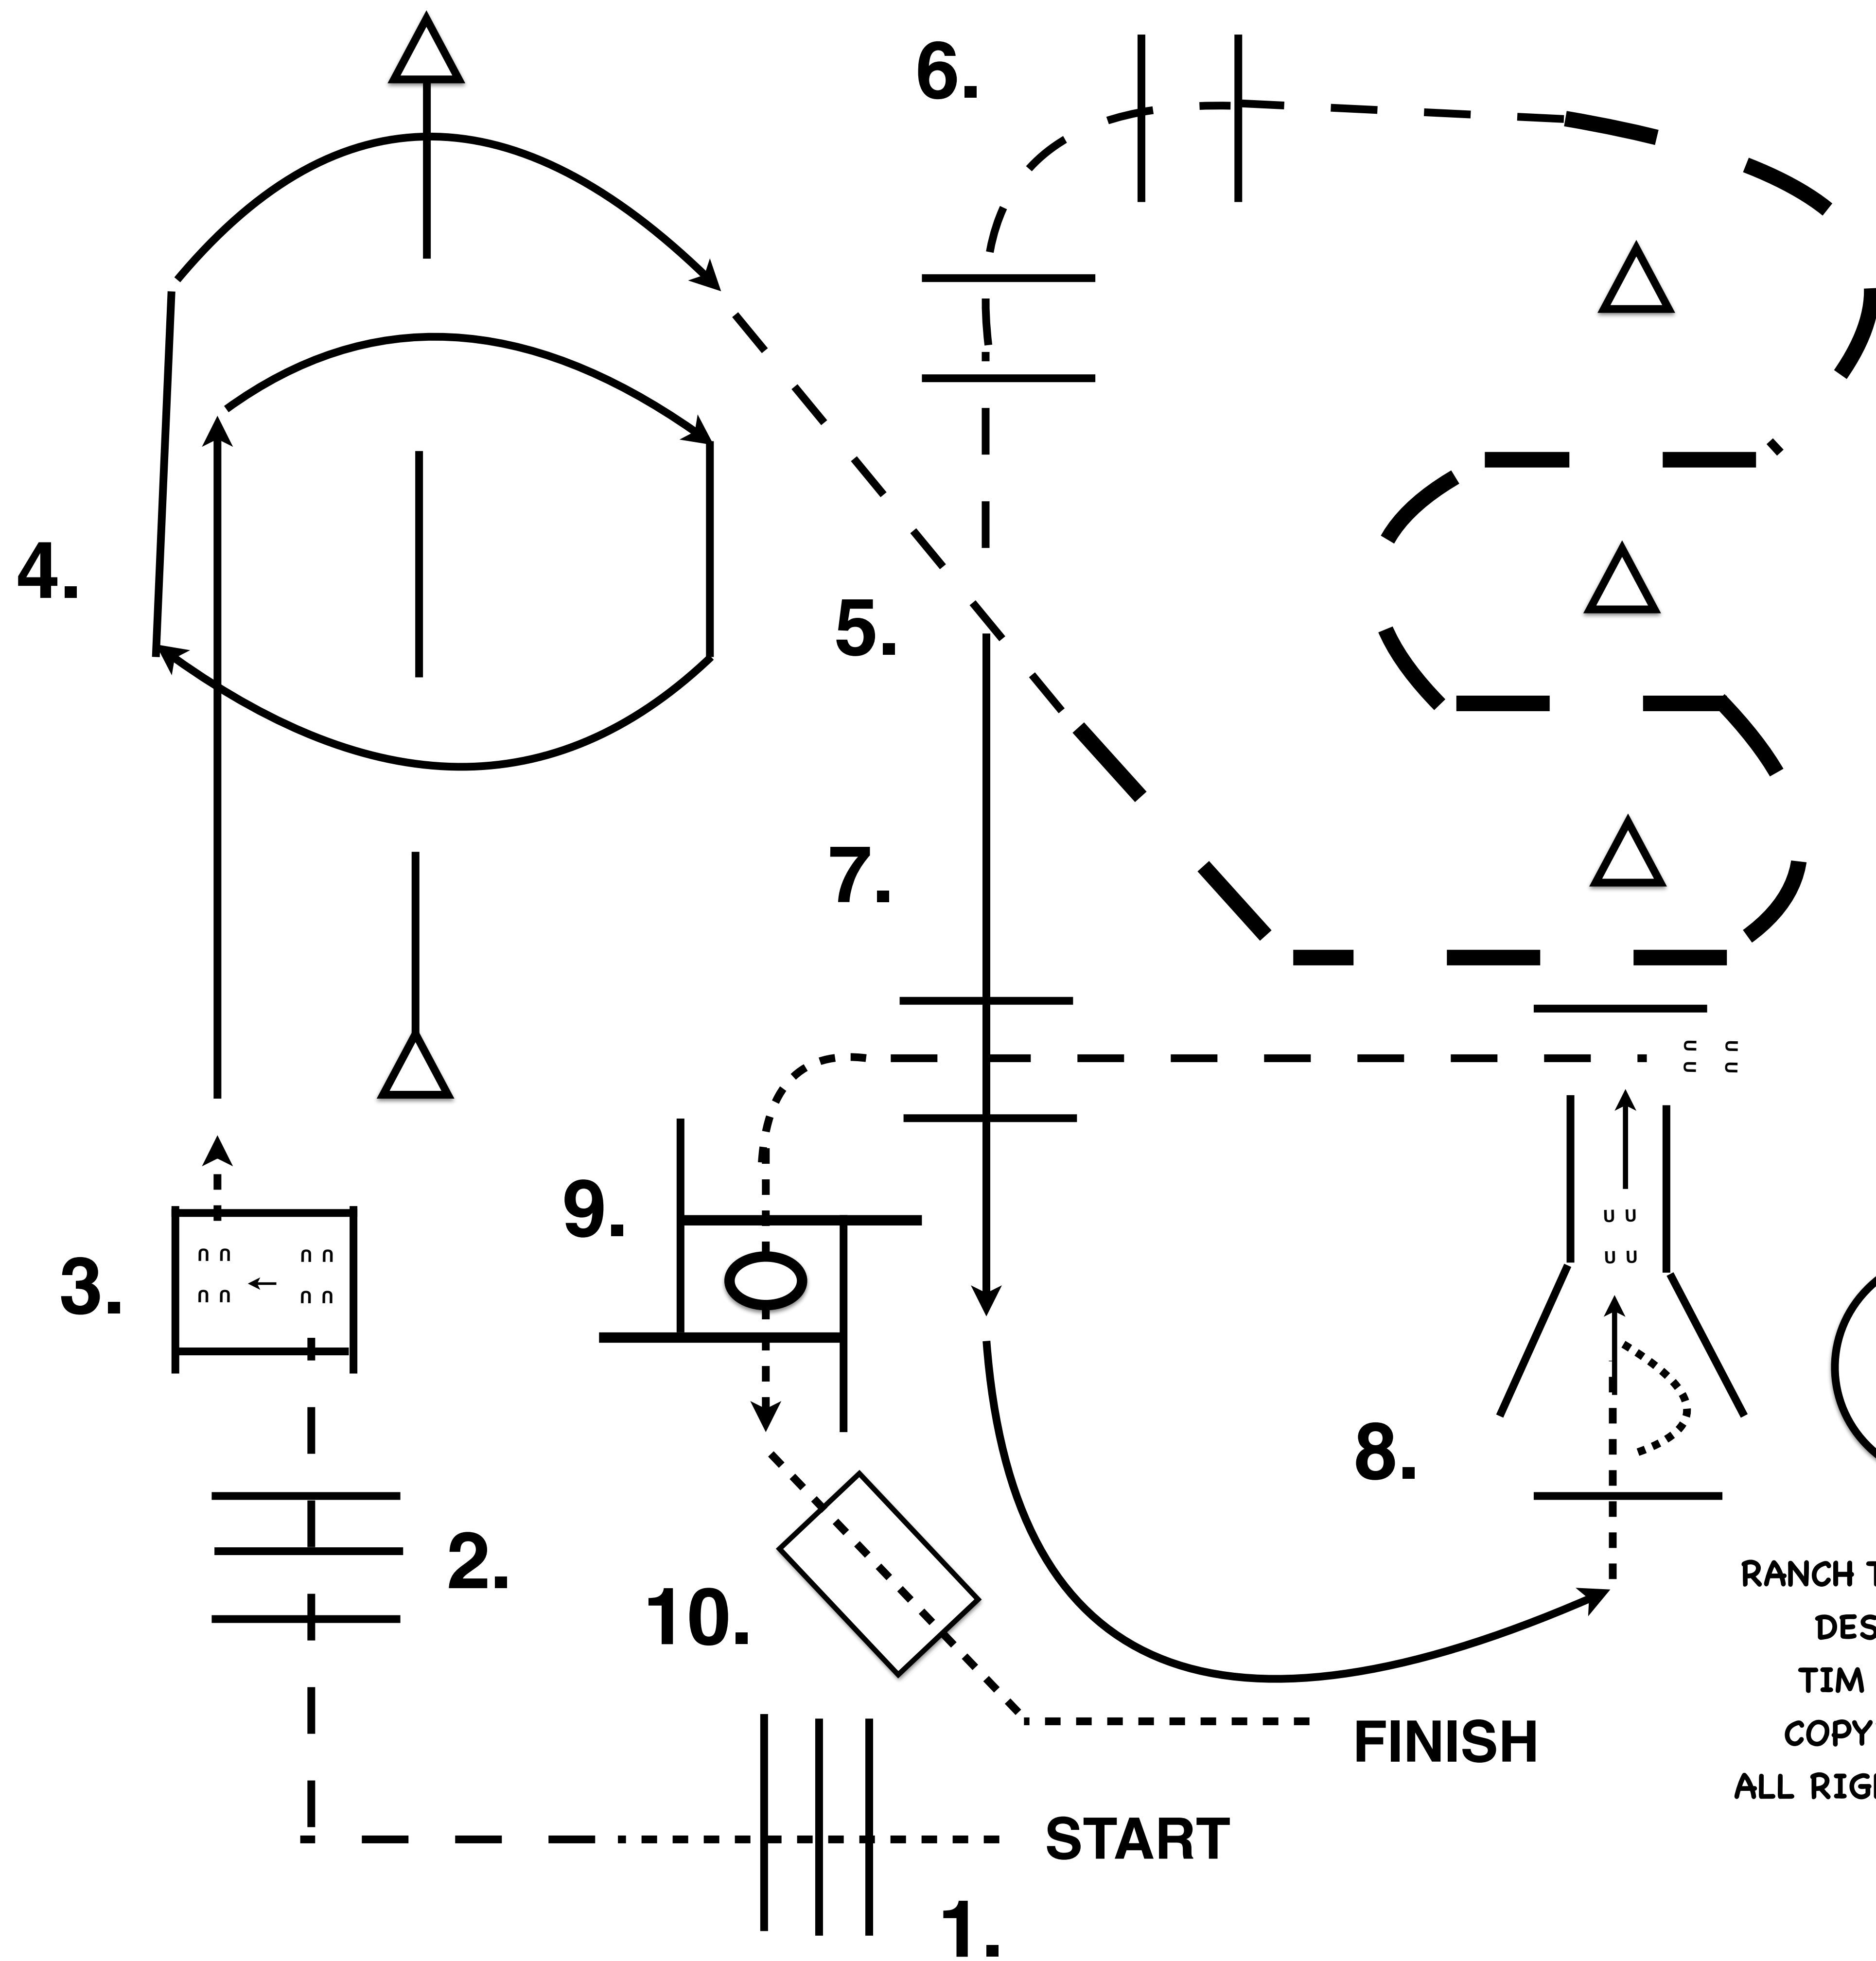 6.
4.
5.
7.
3.
9.
8.
2.
10.
RANCH T
DES
TIM
COPY
ALL RIG
FINISH
START
1.